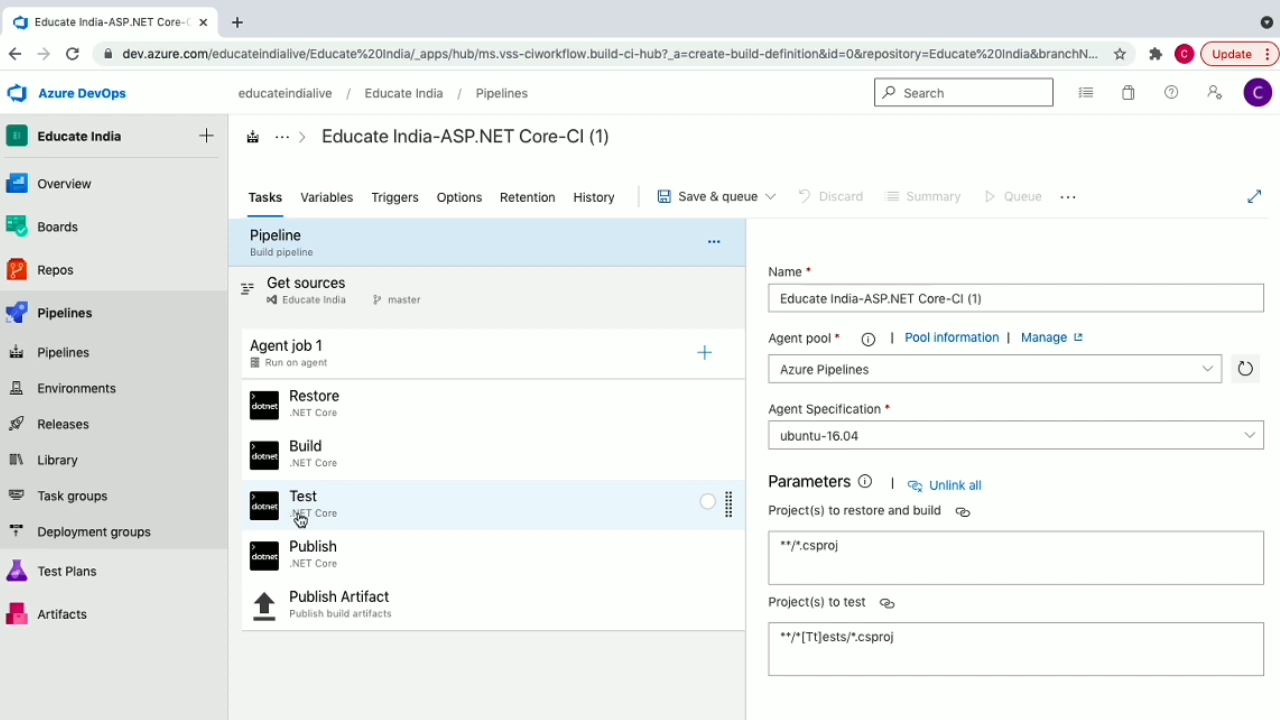 Educate India-ASP.NET Core-C
dev.azure.com/educateindialive/Educate%20India/_apps/hub/ms.vss-ciworkflow.build-ci-hub?_a=create-build-definition&id=0&repository=Educate%20India&branchN...
C
Update
Azure DevOps
educateindialive / Educate India / Pipelines
Search
C
Educate India
Educate India-ASP.NET Core-CI (1)
Overview
Boards
Repos
Pipelines
Pipelines
Environments
Releases
Library
Task groups
Deployment groups
Test Plans
Artifacts
Tasks Variables Triggers Options Retention History Save & queue Discard Summary Queue
Pipeline
Build pipeline
Get sources
Educate India master
Agent job 1
Run on agent
dotnet Restore
.NET Core
dotnet Build
.NET Core
dotnet Test
.NET Core
dotnet Publish
.NET Core
Publish Artifact
Publish build artifacts
Name *
Educate India-ASP.NET Core-CI (1)
Agent pool * | Pool information | Manage
Azure Pipelines
Agent Specification *
ubuntu-16.04
Parameters | Unlink all
Project(s) to restore and build
**/*.csproj
Project(s) to test
**/*[Tt]ests/*.csproj